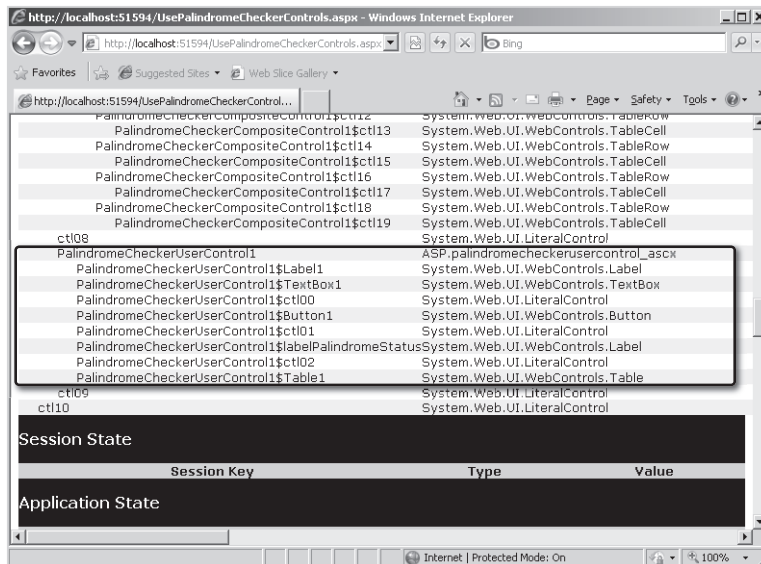 http://localhost:51594/UsePalindromeCheckerControls.aspx - Windows Internet Explorer
http://localhost:51594/UsePalindromeCheckerControls.aspx
Bing
Favorites Suggested Sites Web Slice Gallery
http://localhost:51594/UsePalindromeCheckerControl...
Page Safety Tools
PalindromeCheckerCompositeControl1$ctl12 System.Web.UI.WebControls.TableRow
PalindromeCheckerCompositeControl1$ctl13 System.Web.UI.WebControls.TableCell
PalindromeCheckerCompositeControl1$ctl14 System.Web.UI.WebControls.TableRow
PalindromeCheckerCompositeControl1$ctl15 System.Web.UI.WebControls.TableCell
PalindromeCheckerCompositeControl1$ctl16 System.Web.UI.WebControls.TableRow
PalindromeCheckerCompositeControl1$ctl17 System.Web.UI.WebControls.TableCell
PalindromeCheckerCompositeControl1$ctl18 System.Web.UI.WebControls.TableRow
PalindromeCheckerCompositeControl1$ctl19 System.Web.UI.WebControls.TableCell
ctl08 System.Web.UI.LiteralControl
PalindromeCheckerUserControl1 ASP.palindromecheckerusercontrol_ascx
PalindromeCheckerUserControl1$Label1 System.Web.UI.WebControls.Label
PalindromeCheckerUserControl1$TextBox1 System.Web.UI.WebControls.TextBox
PalindromeCheckerUserControl1$ctl00 System.Web.UI.LiteralControl
PalindromeCheckerUserControl1$Button1 System.Web.UI.WebControls.Button
PalindromeCheckerUserControl1$ctl01 System.Web.UI.LiteralControl
PalindromeCheckerUserControl1$labelPalindromeStatusSystem.Web.UI.WebControls.Label
PalindromeCheckerUserControl1$ctl02 System.Web.UI.LiteralControl
PalindromeCheckerUserControl1$Table1 System.Web.UI.WebControls.Table
ctl09 System.Web.UI.LiteralControl
ctl10 System.Web.UI.LiteralControl
Session State
Session Key Type Value
Application State
Internet | Protected Mode: On 100%